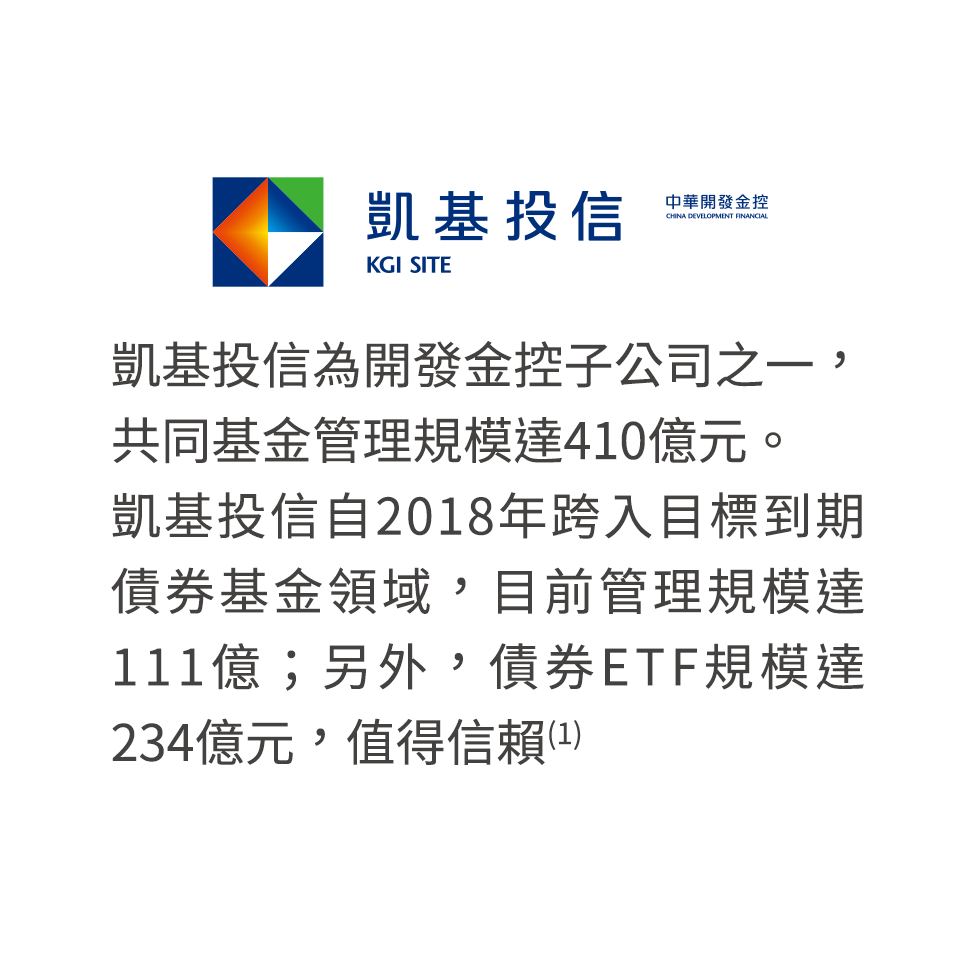 凱基投信
KGI SITE
中華開發金控
CHINA DEVELOPMENT FINANCIAL
凱基投信為開發金控子公司之一，
共同基金管理規模達410億元。
凱基投信自2018年跨入目標到期
債券基金領域，目前管理規模達
111億；另外，債券ETF規模達
234億元，值得信賴(1)